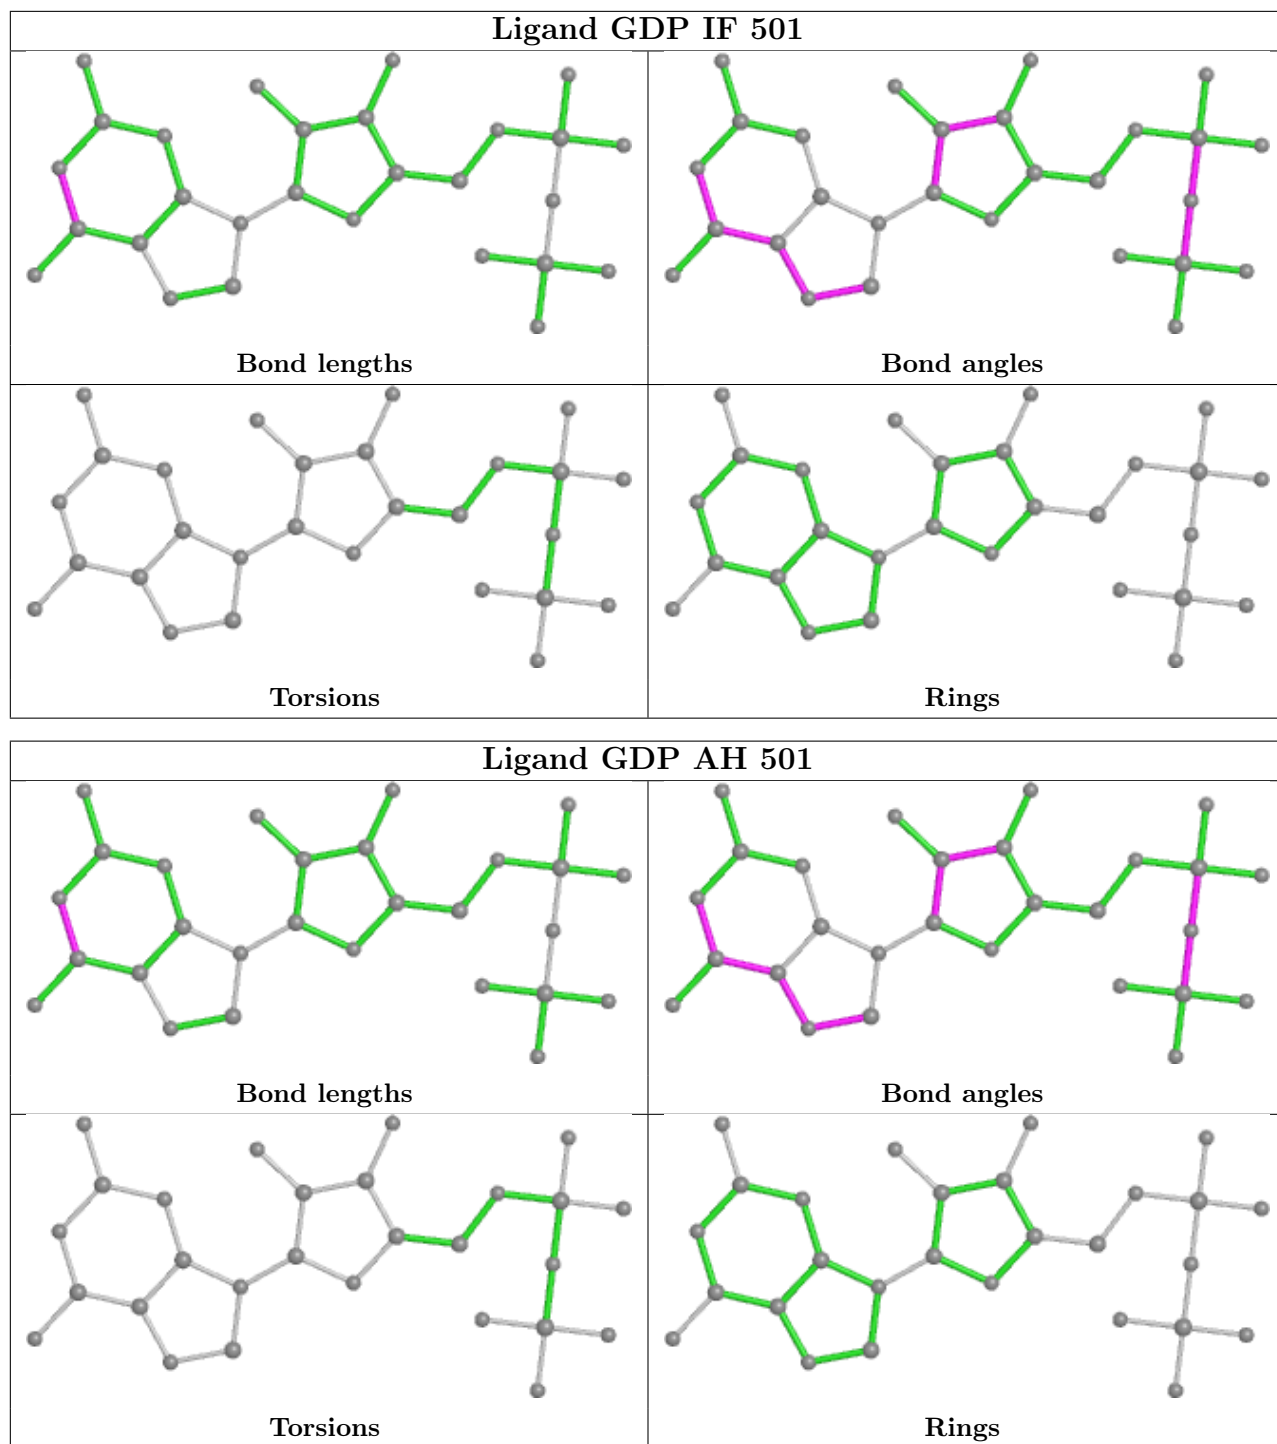 Ligand GDP IF 501
Bond lengths
Bond angles
Torsions
Rings
Ligand GDP AH 501
Bond lengths
Bond angles
Torsions
Rings